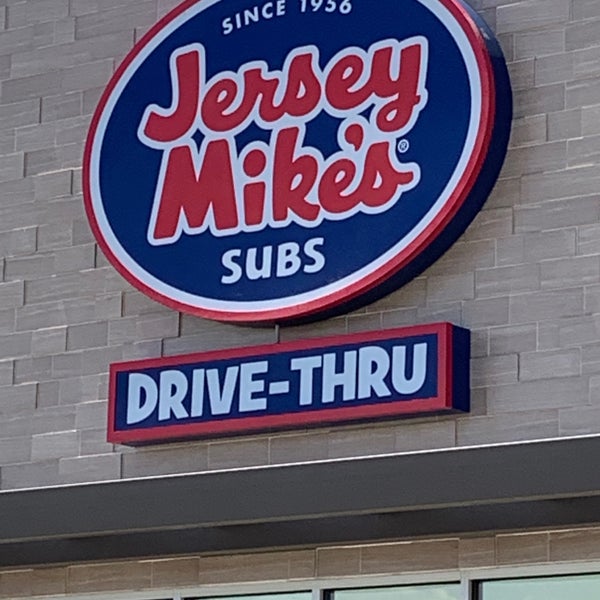 SINCE 1956
Jersey
Mike's®
SUBS
DRIVE-THRU